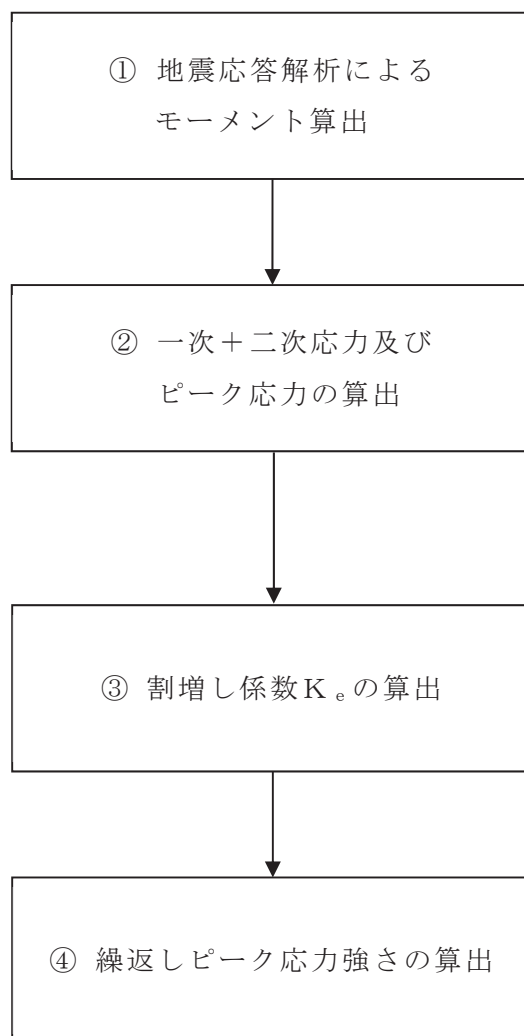 ① 地震応答解析による
モーメント算出
② 一次＋二次応力及び
ピーク応力の算出
③ 割増し係数Ｋｅの算出
④ 繰返しピーク応力強さの算出